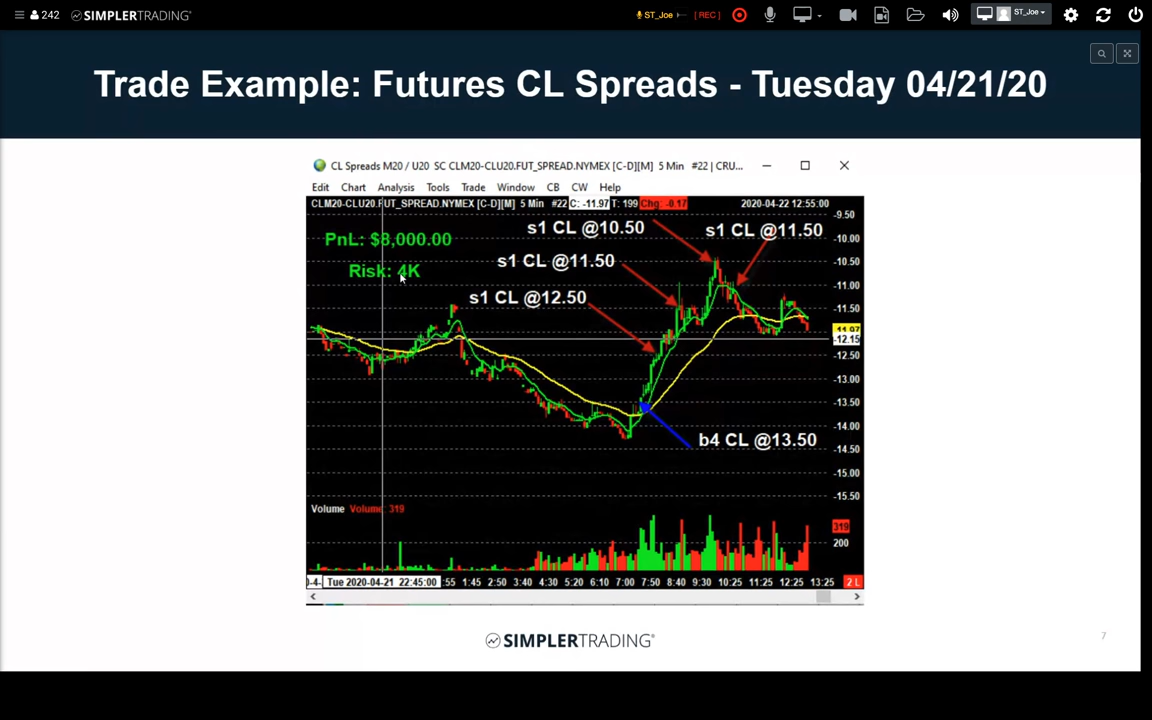 242 SIMPLERTRADING ST_Joe [ REC ] ST_Joe
Trade Example: Futures CL Spreads - Tuesday 04/21/20
CL Spreads M20 / U20 SC CLM20-CLU20.FUT_SPREAD.NYMEX [C-D][M] 5 Min #22 | CRU...
Edit Chart Analysis Tools Trade Window CB CW Help
CLM20-CLU20.FUT_SPREAD.NYMEX [C-D][M] 5 Min #22 C: -11.97 T: 199 Chg: -0.17 2020-04-22 12:55:00
-9.50
s1 CL @10.50
s1 CL @11.50
PnL: $8,000.00
-10.00
s1 CL @11.50
-10.50
Risk: 4K
-11.00
s1 CL @12.50
-11.50
-11.97
-12.15
-12.50
-13.00
-13.50
-14.00
b4 CL @13.50
-14.50
-15.00
-15.50
Volume Volume: 319
319
200
Tue 2020-04-21 22:45:00 :55 1:45 2:50 3:40 4:30 5:20 6:10 7:00 7:50 8:40 9:30 10:25 11:25 12:25 13:25 2 L
SIMPLERTRADING®
7